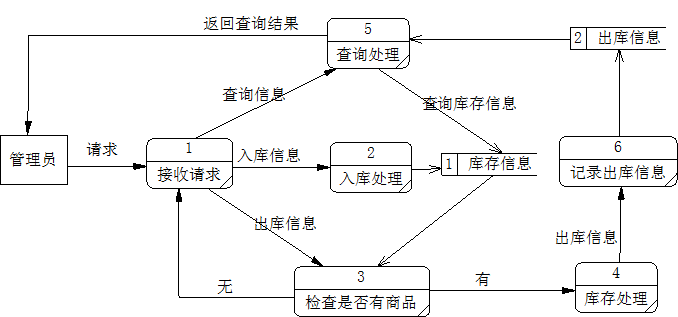 返回查询结果
5
查询处理
2 出库信息
查询信息
查询库存信息
管理员
请求
1
接收请求
入库信息
2
入库处理
1 库存信息
6
记录出库信息
出库信息
出库信息
无
3
检查是否有商品
有
4
库存处理